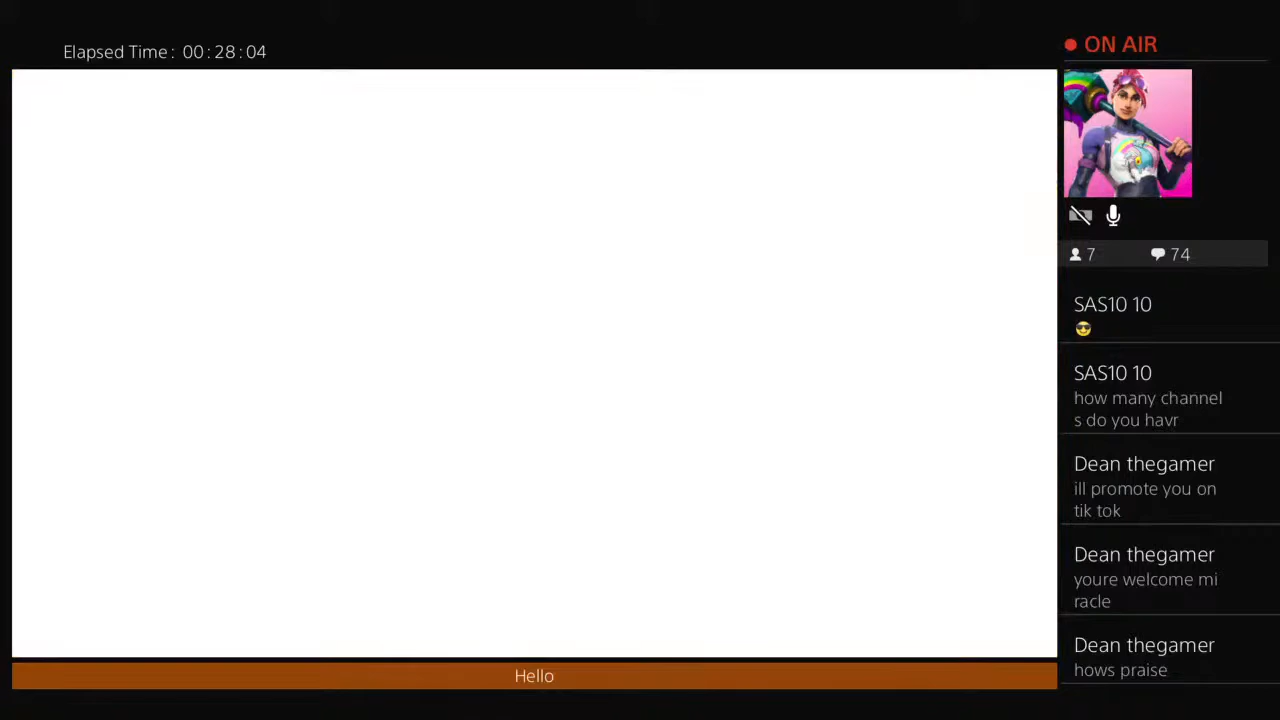 Elapsed Time: 00:28:04
ON AIR
7 74
SAS10 10
😎
SAS10 10
how many channel
s do you havr
Dean thegamer
ill promote you on
tik tok
Dean thegamer
youre welcome mi
racle
Dean thegamer
hows praise
Hello